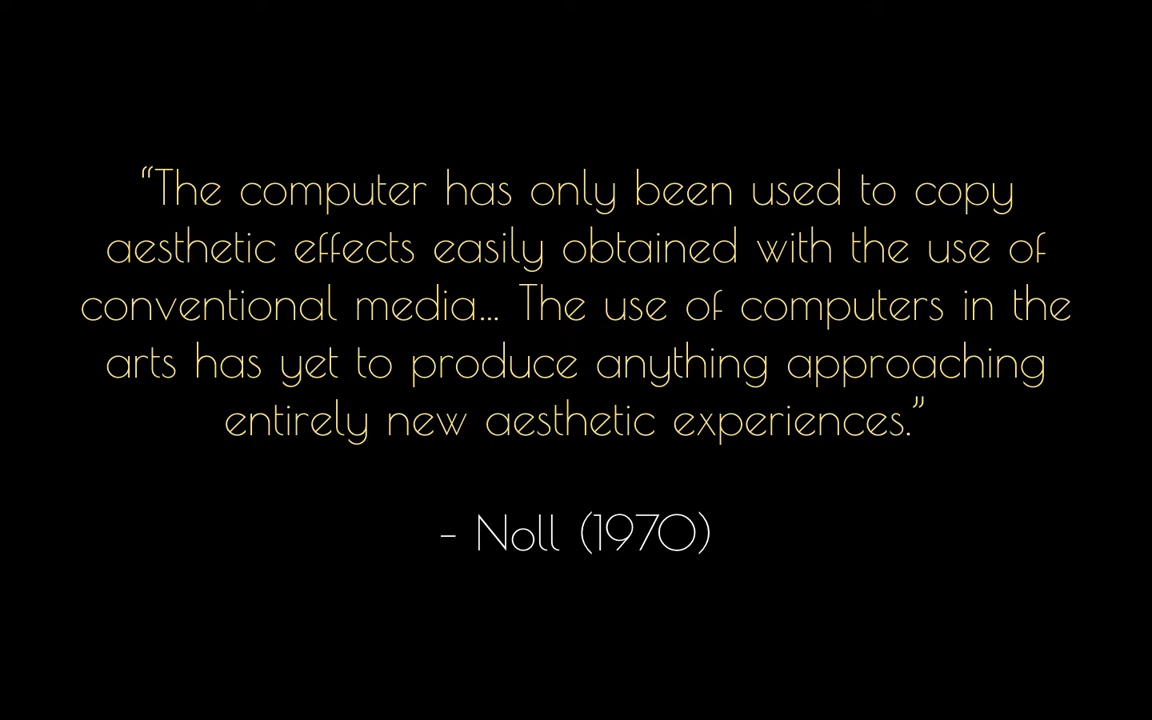 “The computer has only been used to copy
aesthetic effects easily obtained with the use of
conventional media... The use of computers in the
arts has yet to produce anything approaching
entirely new aesthetic experiences.”
– Noll (1970)